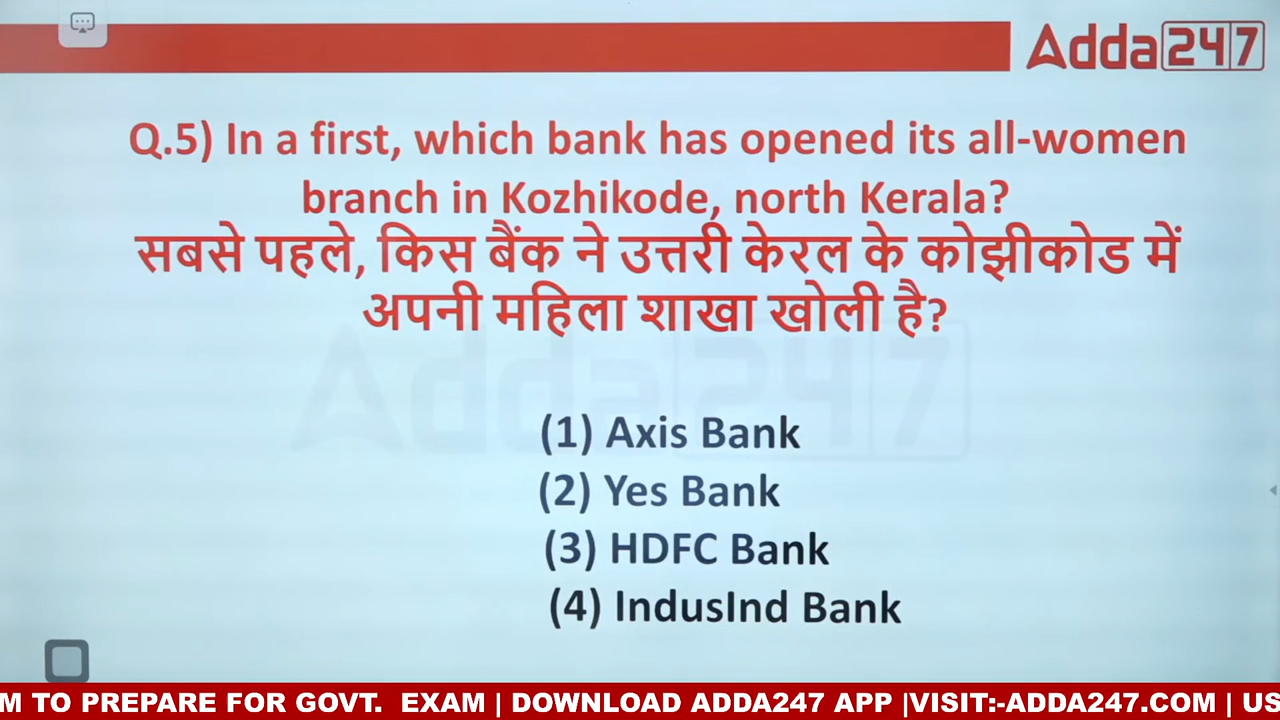 Adda247
Q.5) In a first, which bank has opened its all-women
branch in Kozhikode, north Kerala?
सबसे पहले, किस बैंक ने उत्तरी केरल के कोझीकोड में
अपनी महिला शाखा खोली है?
Adda247
(1) Axis Bank
(2) Yes Bank
(3) HDFC Bank
(4) IndusInd Bank
M TO PREPARE FOR GOVT. EXAM | DOWNLOAD ADDA247 APP |VISIT:-ADDA247.COM | US